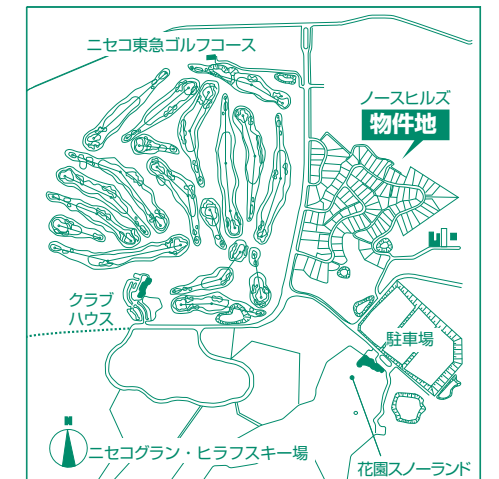 ニセコ東急ゴルフコース
ノースヒルズ
物件地
クラブ
ハウス
駐車場
N
ニセコグラン・ヒラフスキー場
花園スノーランド